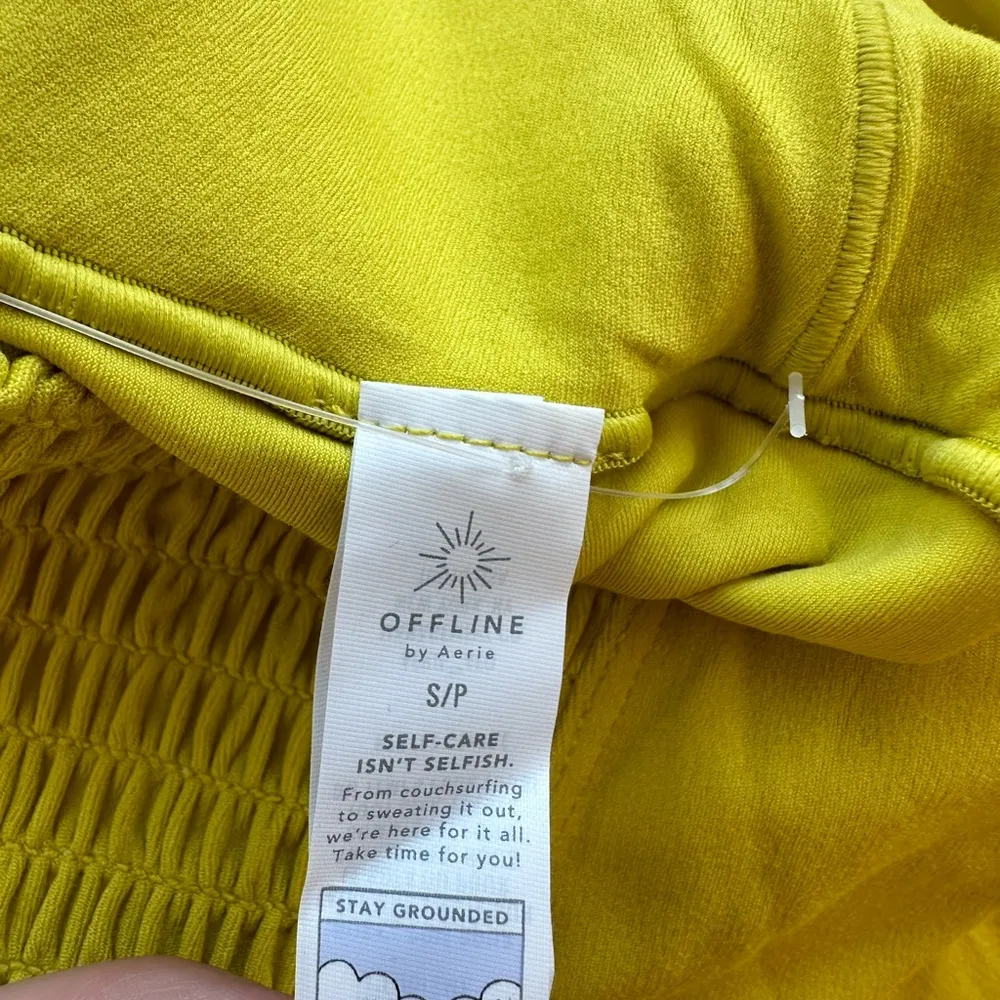 OFFLINE
by Aerie
S/P
SELF-CARE
ISN'T SELFISH.
From couchsurfing
to sweating it out,
we're here for it all.
Take time for you!
STAY GROUNDED